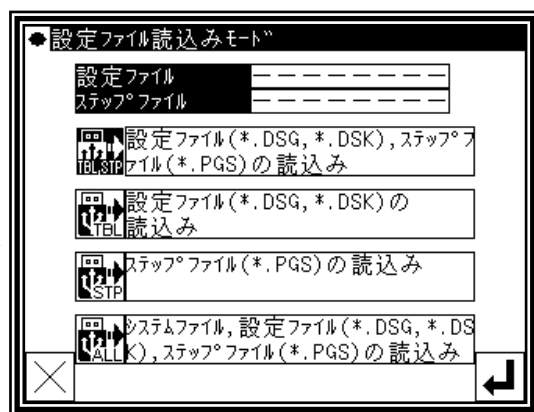 ●設定ファイル読込みモード
設定ファイル － － － － － － － －
ステップファイル － － － － － － － －
TBL,STP
設定ファイル(*.DSG,*.DSK),ステップフ
ァイル(*.PGS)の読込み
TBL
設定ファイル(*.DSG,*.DSK)の
読込み
STP
ステップファイル(*.PGS)の読込み
ALL
システムファイル,設定ファイル(*.DSG,*.DS
K),ステップファイル(*.PGS)の読込み